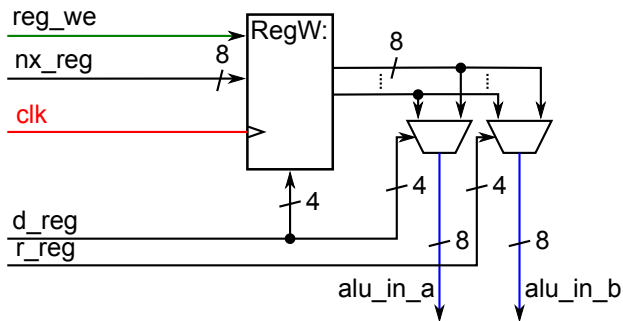 reg_we
RegW:
nx_reg
8
8
clk
4
4
4
d_reg
r_reg
8
8
alu_in_a
alu_in_b